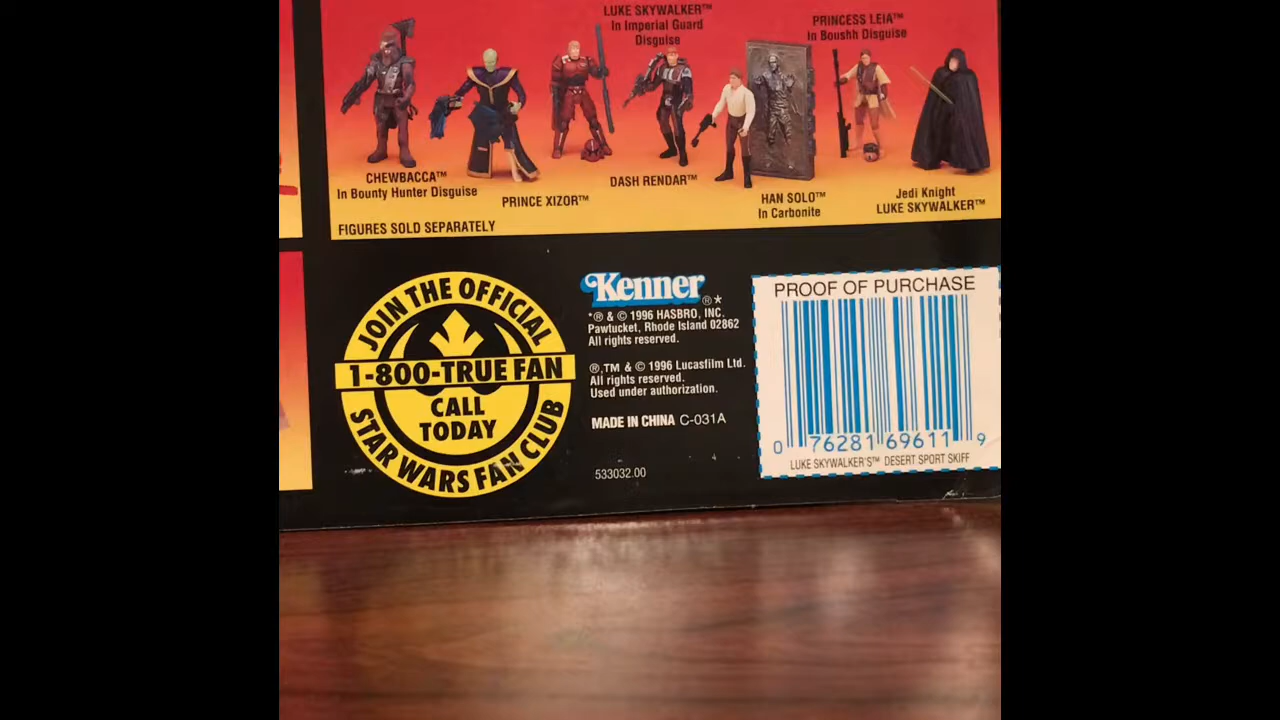 LUKE SKYWALKER™
In Imperial Guard
Disguise
PRINCESS LEIA™
In Boushh Disguise
CHEWBACCA™
In Bounty Hunter Disguise
PRINCE XIZOR™
DASH RENDAR™
HAN SOLO™
In Carbonite
Jedi Knight
LUKE SKYWALKER™
FIGURES SOLD SEPARATELY
JOIN THE OFFICIAL
1-800-TRUE FAN
CALL
TODAY
STAR WARS FAN CLUB
Kenner®*
*® & © 1996 HASBRO, INC.
Pawtucket, Rhode Island 02862
All rights reserved.
®,TM & © 1996 Lucasfilm Ltd.
All rights reserved.
Used under authorization.
MADE IN CHINA C-031A
533032.00
PROOF OF PURCHASE
0 76281 69611 9
LUKE SKYWALKER'S™ DESERT SPORT SKIFF